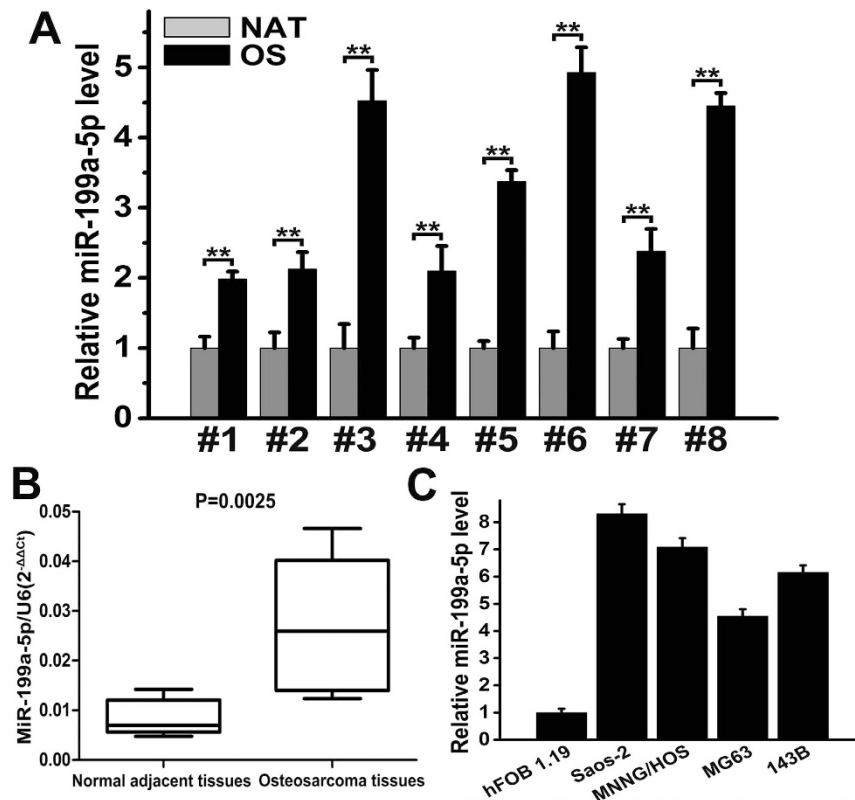 A
NAT
OS
Relative miR-199a-5p level
5
4
3
2
1
0
**
**
**
**
**
**
**
**
#1 #2 #3 #4 #5 #6 #7 #8
B
P=0.0025
MiR-199a-5p/U6(2-ΔΔCt)
0.05
0.04
0.03
0.02
0.01
0.00
Normal adjacent tissues Osteosarcoma tissues
C
Relative miR-199a-5p level
8
7
6
5
4
3
2
1
0
hFOB 1.19 Saos-2 MNNG/HOS MG63 143B